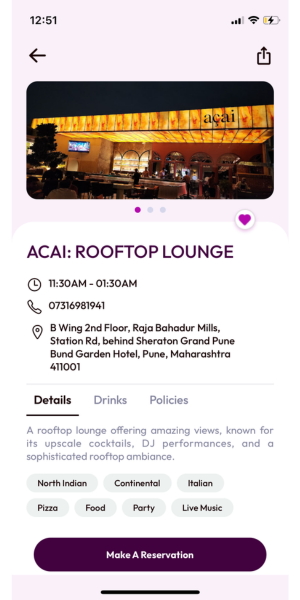 12:51
açai
ACAI: ROOFTOP LOUNGE
11:30AM - 01:30AM
07316981941
B Wing 2nd Floor, Raja Bahadur Mills,
Station Rd, behind Sheraton Grand Pune
Bund Garden Hotel, Pune, Maharashtra
411001
Details Drinks Policies
A rooftop lounge offering amazing views, known for
its upscale cocktails, DJ performances, and a
sophisticated rooftop ambiance.
North Indian Continental Italian
Pizza Food Party Live Music
Make A Reservation